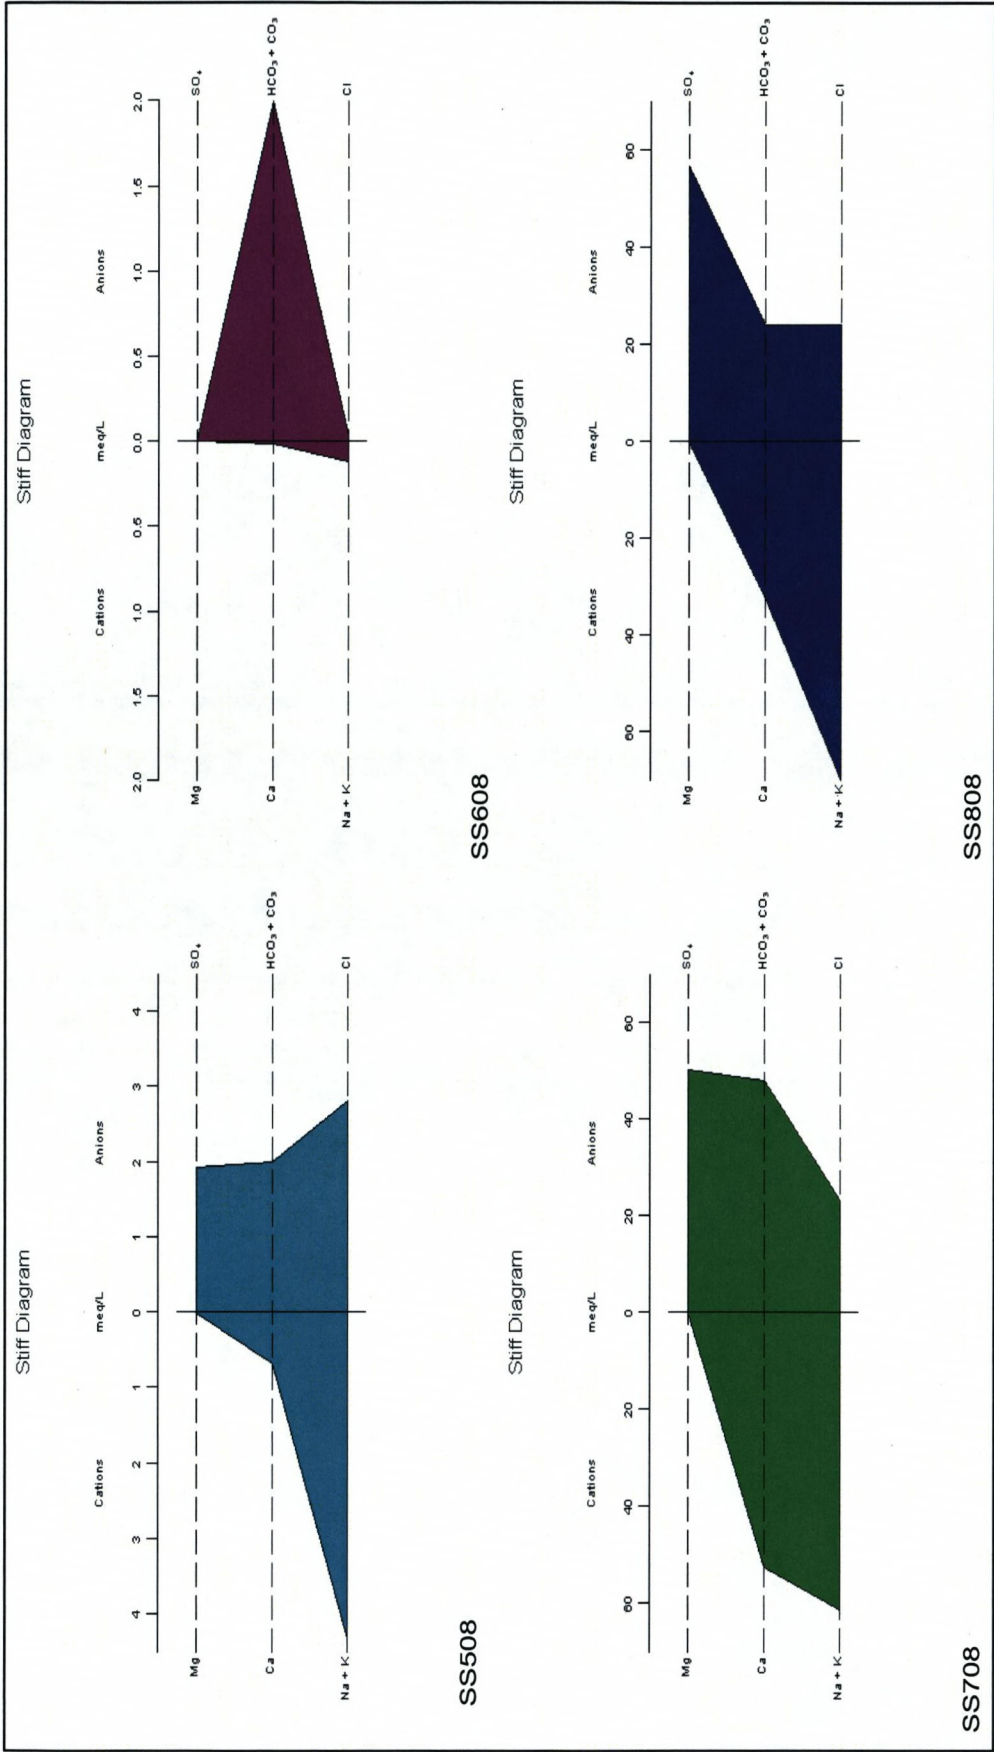 Stiff Diagram
Cations meq/L Anions
4 3 2 1 0 1 2 3 4
Mg SO₄
Ca HCO₃ + CO₃
Na + K Cl
SS508
Stiff Diagram
Cations meq/L Anions
2.0 1.5 1.0 0.5 0.0 0.5 1.0 1.5 2.0
Mg SO₄
Ca HCO₃ + CO₃
Na + K Cl
SS608
Stiff Diagram
Cations meq/L Anions
60 40 20 0 20 40 60
Mg SO₄
Ca HCO₃ + CO₃
Na + K Cl
SS708
Stiff Diagram
Cations meq/L Anions
60 40 20 0 20 40 60
Mg SO₄
Ca HCO₃ + CO₃
Na + K Cl
SS808